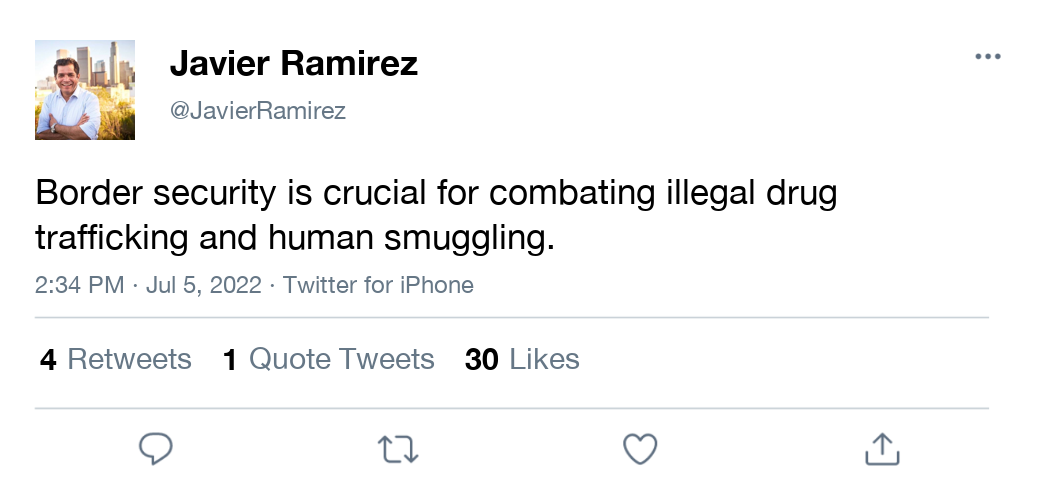 Javier Ramirez
@JavierRamirez
Border security is crucial for combating illegal drug
trafficking and human smuggling.
2:34 PM · Jul 5, 2022 · Twitter for iPhone
4 Retweets 1 Quote Tweets 30 Likes